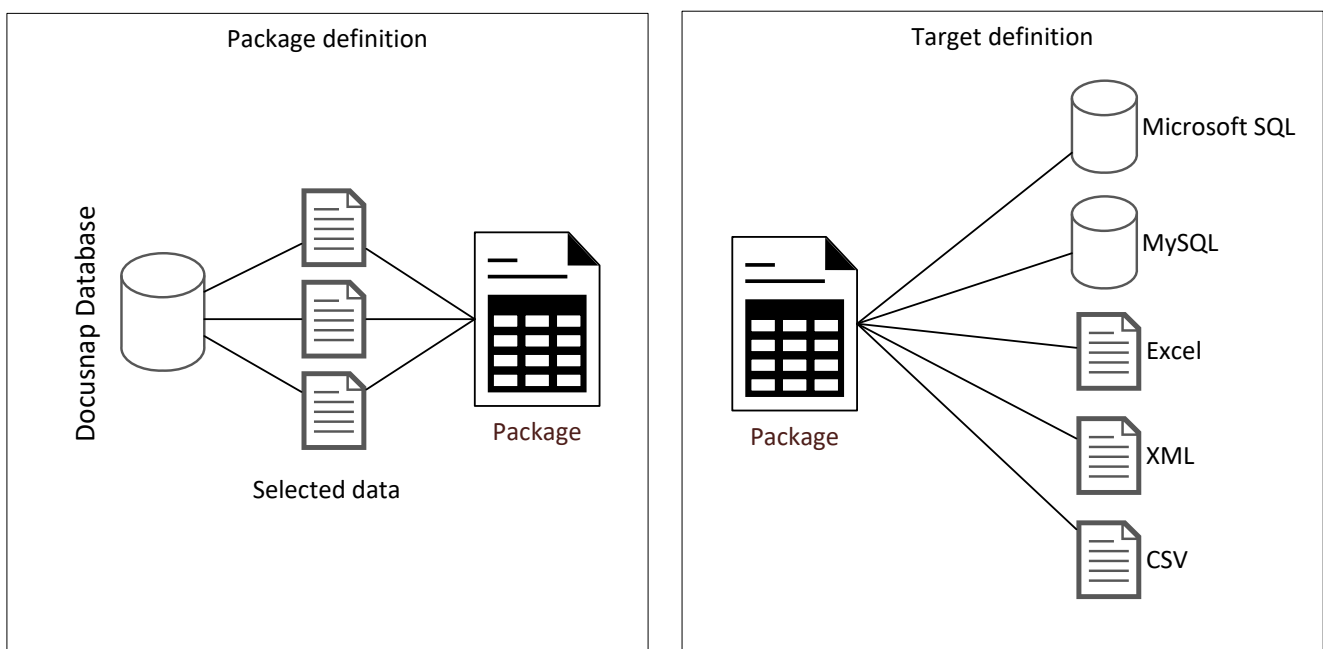 Package definition
Docusnap Database
Package
Selected data
Target definition
Microsoft SQL
MySQL
Excel
Package
XML
CSV